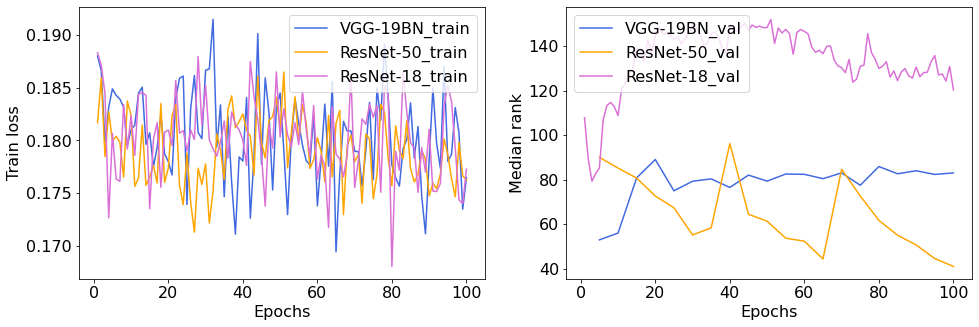 Train loss
0.190
0.185
0.180
0.175
0.170
0 20 40 60 80 100
Epochs
VGG-19BN_train
ResNet-50_train
ResNet-18_train
Median rank
140
120
100
80
60
40
0 20 40 60 80 100
Epochs
VGG-19BN_val
ResNet-50_val
ResNet-18_val